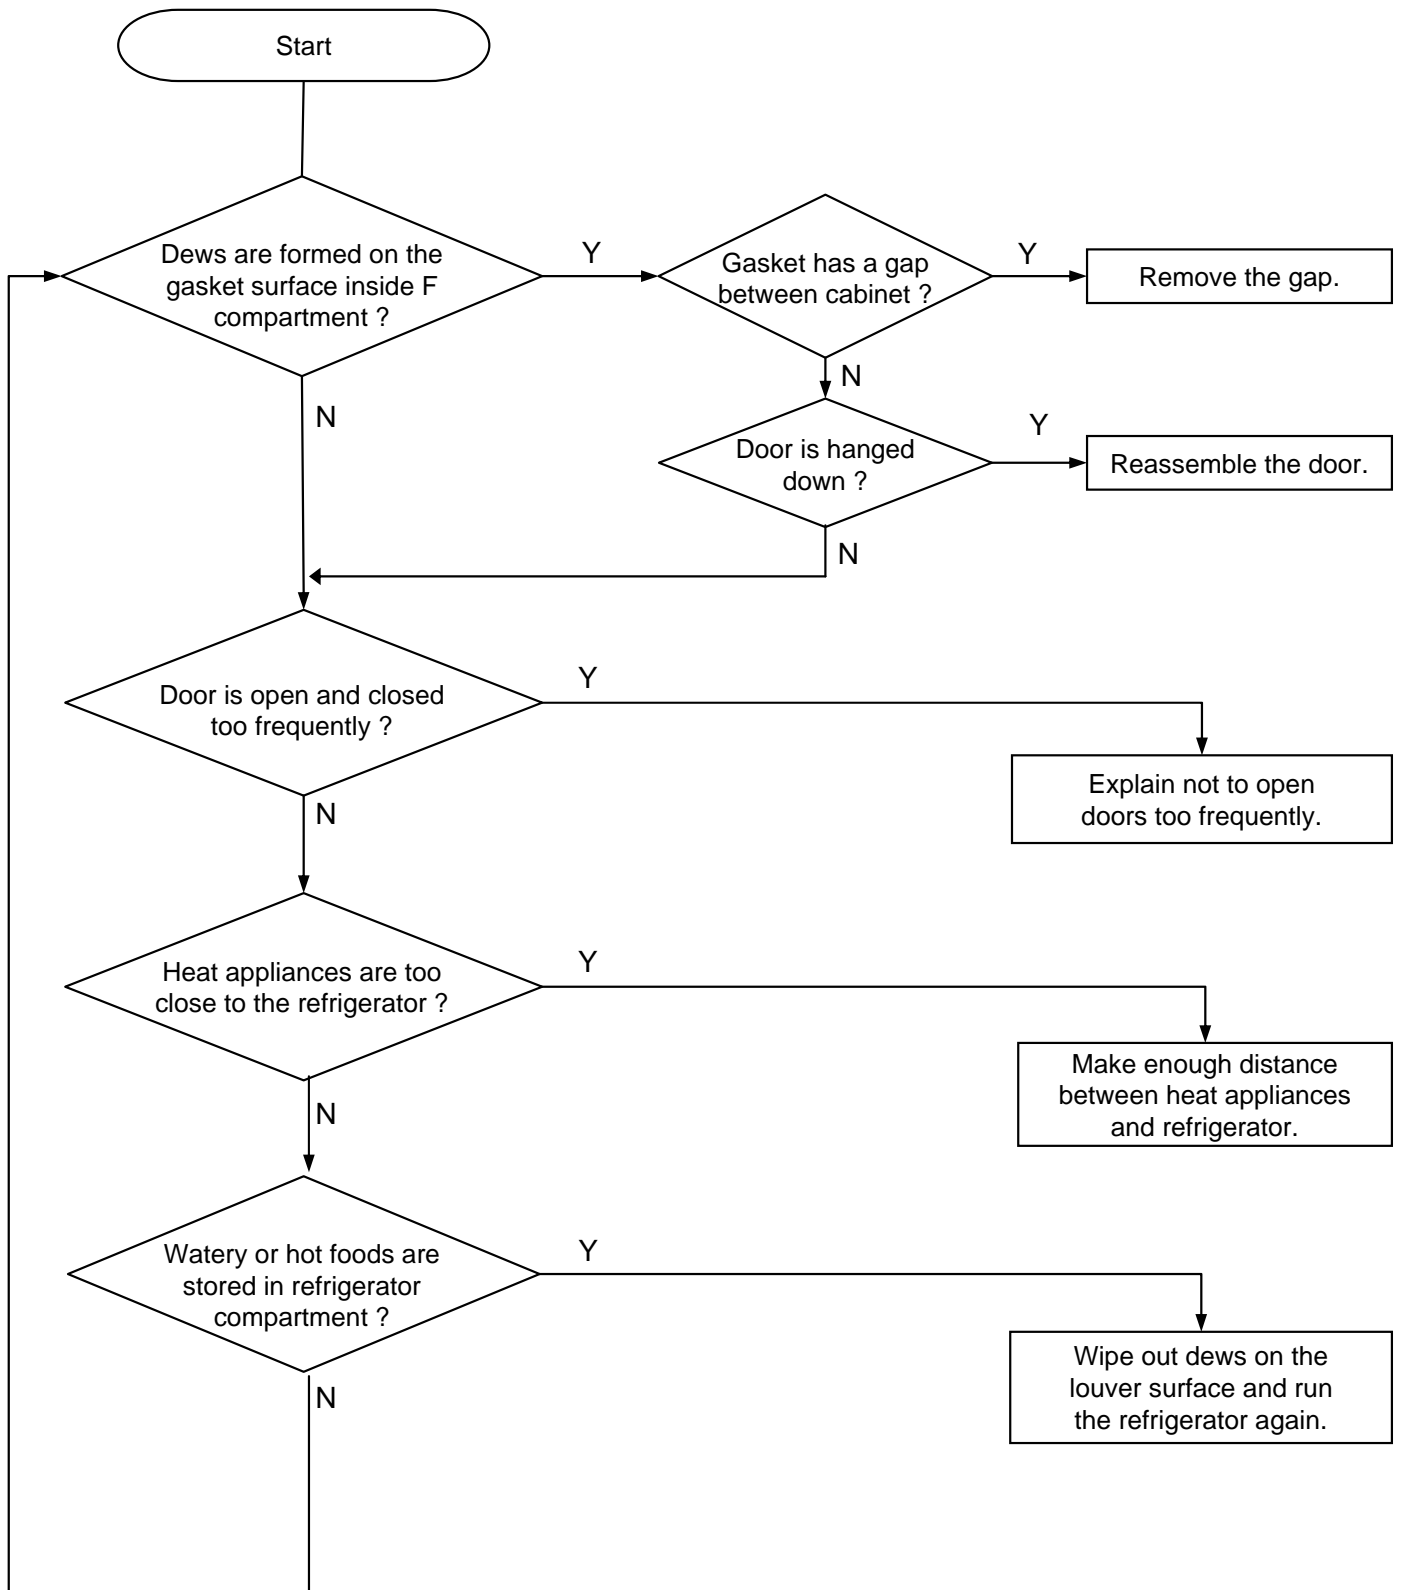 Start
Dews are formed on the
gasket surface inside F
compartment ?
Y
Gasket has a gap
between cabinet ?
Y
Remove the gap.
N
N
Door is hanged
down ?
Y
Reassemble the door.
N
Door is open and closed
too frequently ?
Y
Explain not to open
doors too frequently.
N
Heat appliances are too
close to the refrigerator ?
Y
Make enough distance
between heat appliances
and refrigerator.
N
Watery or hot foods are
stored in refrigerator
compartment ?
Y
Wipe out dews on the
louver surface and run
the refrigerator again.
N